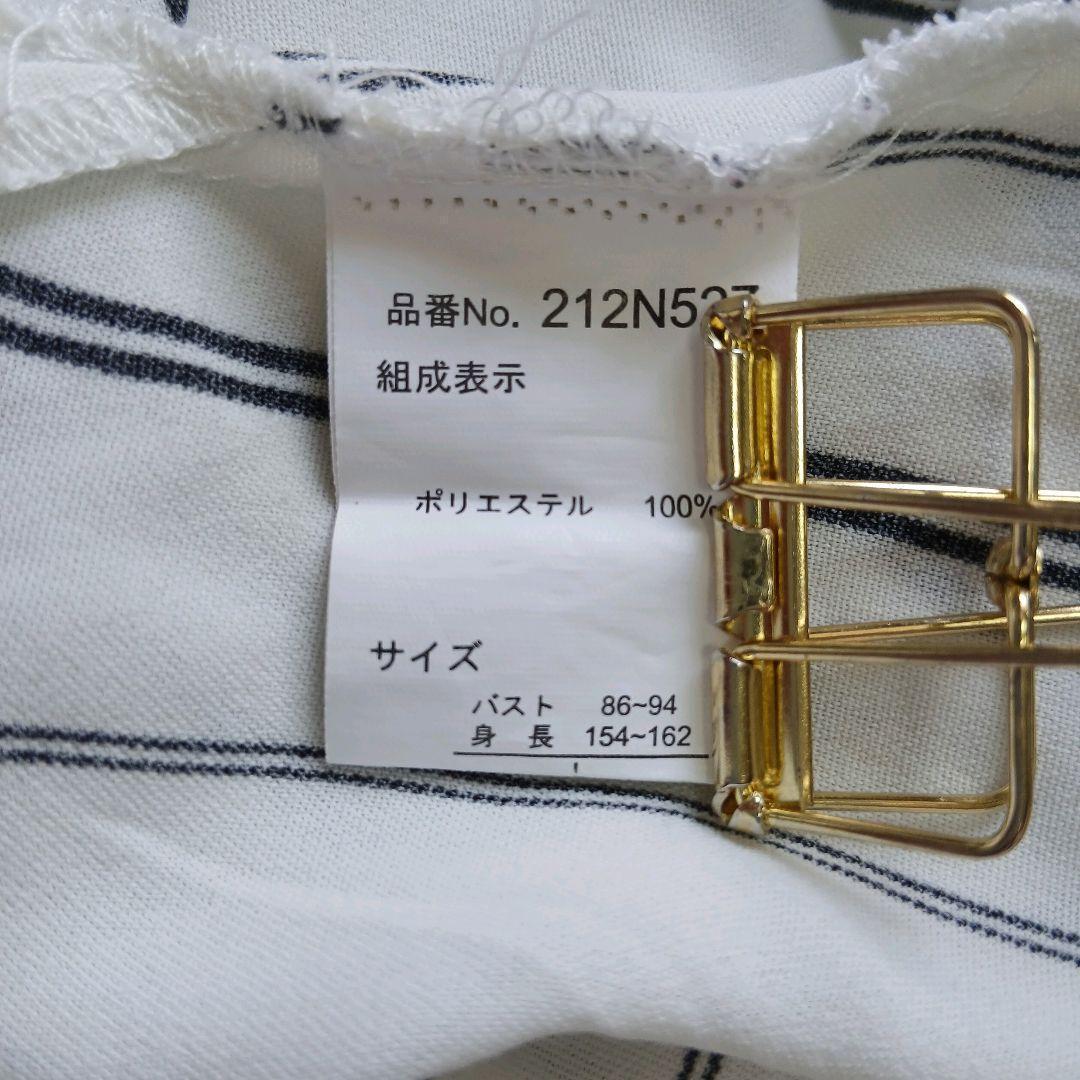 品番No. 212N527
組成表示
ポリエステル 100%
サイズ
バスト 86~94
身 長 154~162